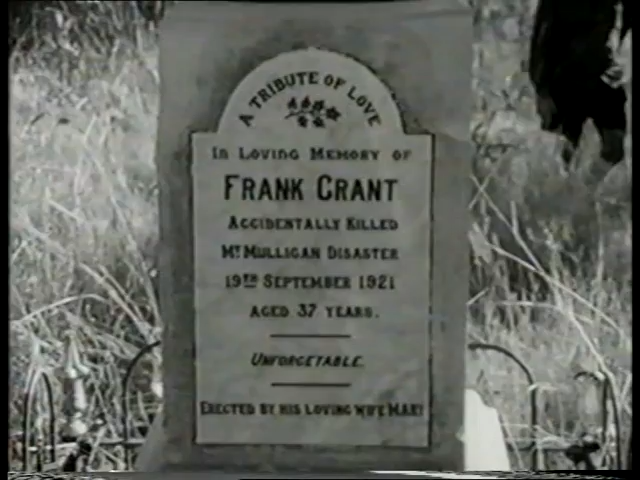 A TRIBUTE OF LOVE
IN LOVING MEMORY OF
FRANK GRANT
ACCIDENTALLY KILLED
MT MULLIGAN DISASTER
19TH SEPTEMBER 1921
AGED 37 YEARS.
UNFORGETABLE.
ERECTED BY HIS LOVING WIFE MARY